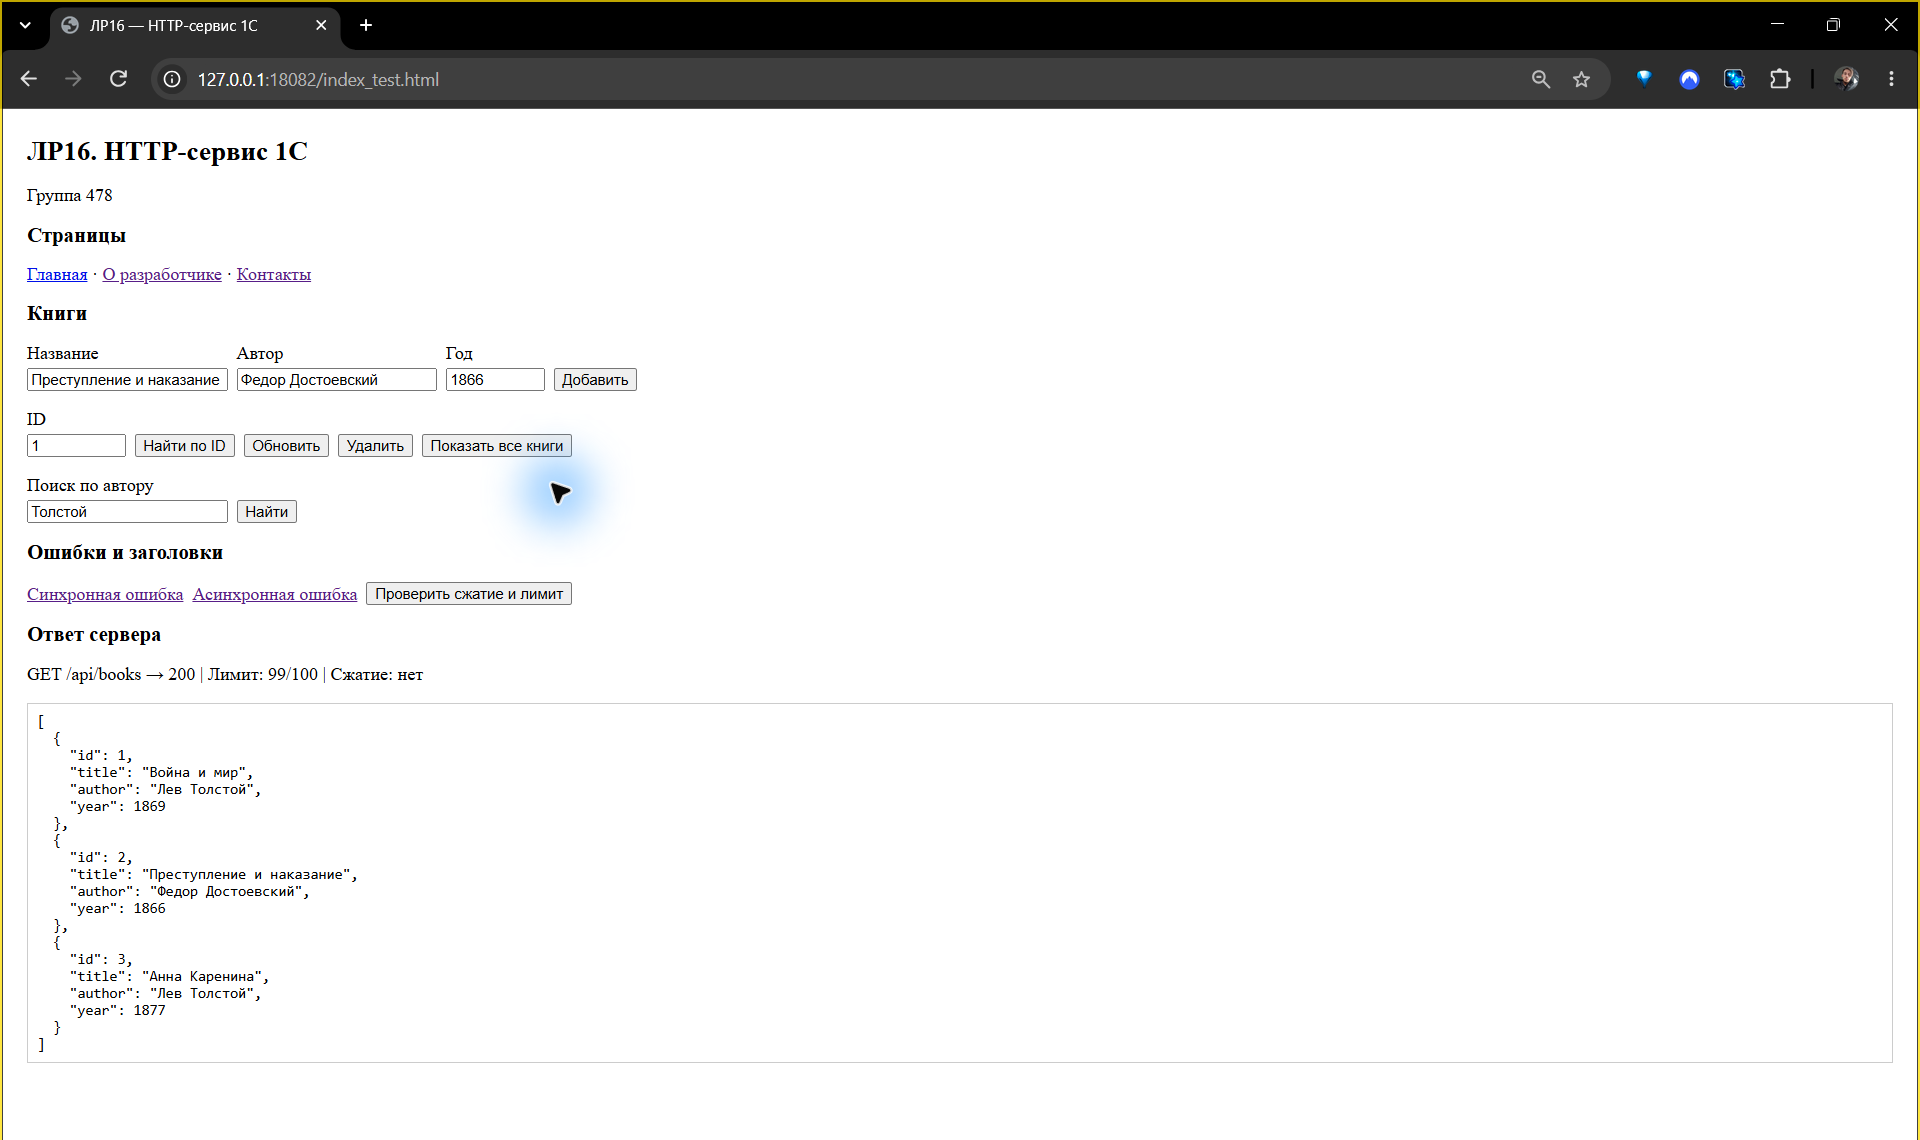 ЛР16 — HTTP-сервис 1С
127.0.0.1:18082/index_test.html
ЛР16. HTTP-сервис 1С
Группа 478
Страницы
Главная · О разработчике · Контакты
Книги
Название Автор Год
Преступление и наказание Федор Достоевский 1866 Добавить
ID
1 Найти по ID Обновить Удалить Показать все книги
Поиск по автору
Толстой Найти
Ошибки и заголовки
Синхронная ошибка Асинхронная ошибка Проверить сжатие и лимит
Ответ сервера
GET /api/books → 200 | Лимит: 99/100 | Сжатие: нет
[
  {
    "id": 1,
    "title": "Война и мир",
    "author": "Лев Толстой",
    "year": 1869
  },
  {
    "id": 2,
    "title": "Преступление и наказание",
    "author": "Федор Достоевский",
    "year": 1866
  },
  {
    "id": 3,
    "title": "Анна Каренина",
    "author": "Лев Толстой",
    "year": 1877
  }
]